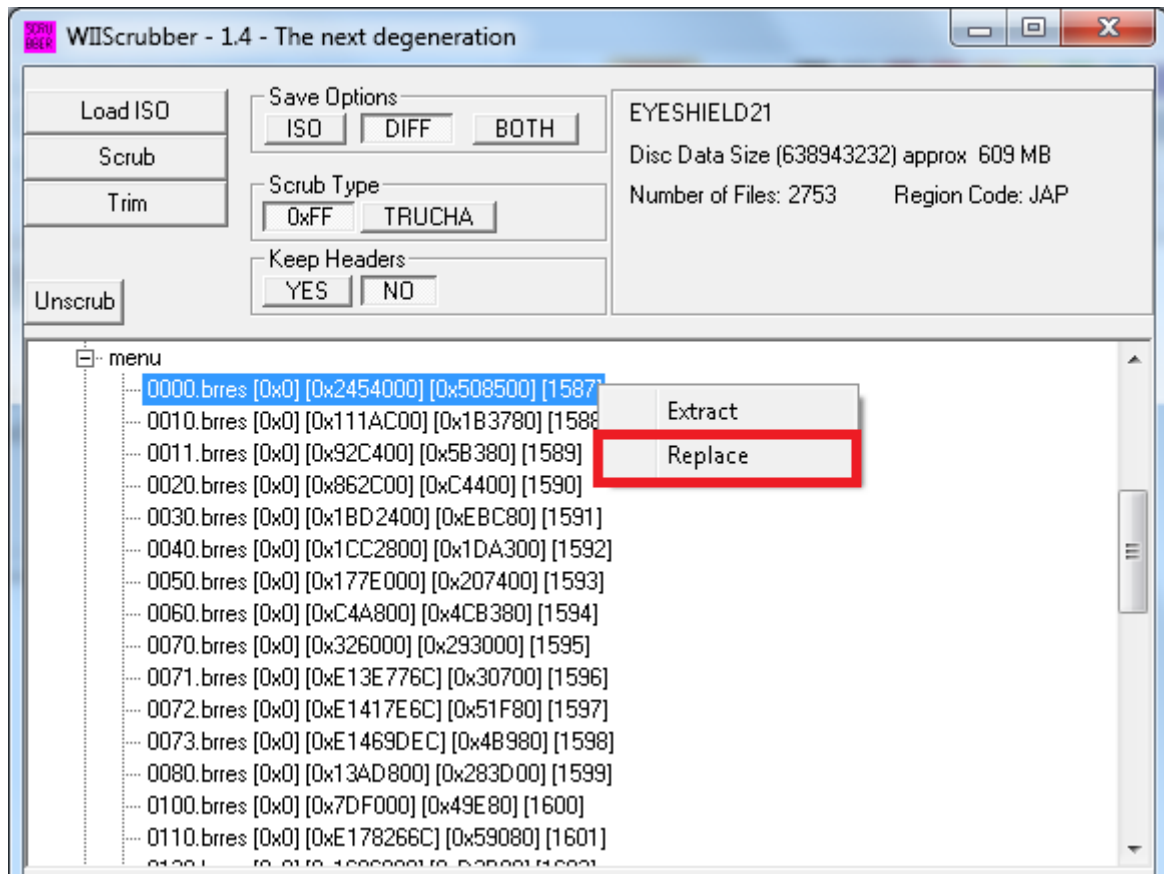 SCRU
BBER
WIIScrubber - 1.4 - The next degeneration
Load ISO
Scrub
Trim
Unscrub
Save Options
ISO DIFF BOTH
Scrub Type
0xFF TRUCHA
Keep Headers
YES NO
EYESHIELD21
Disc Data Size (638943232) approx 609 MB
Number of Files: 2753 Region Code: JAP
menu
0000.brres [0x0] [0x2454000] [0x508500] [1587]
0010.brres [0x0] [0x111AC00] [0x1B3780] [1588
0011.brres [0x0] [0x92C400] [0x5B380] [1589]
0020.brres [0x0] [0x862C00] [0xC4400] [1590]
0030.brres [0x0] [0x1BD2400] [0xEBC80] [1591]
0040.brres [0x0] [0x1CC2800] [0x1DA300] [1592]
0050.brres [0x0] [0x177E000] [0x207400] [1593]
0060.brres [0x0] [0xC4A800] [0x4CB380] [1594]
0070.brres [0x0] [0x326000] [0x293000] [1595]
0071.brres [0x0] [0xE13E776C] [0x30700] [1596]
0072.brres [0x0] [0xE1417E6C] [0x51F80] [1597]
0073.brres [0x0] [0xE1469DEC] [0x4B980] [1598]
0080.brres [0x0] [0x13AD800] [0x283D00] [1599]
0100.brres [0x0] [0x7DF000] [0x49E80] [1600]
0110.brres [0x0] [0xE178266C] [0x59080] [1601]
Extract
Replace